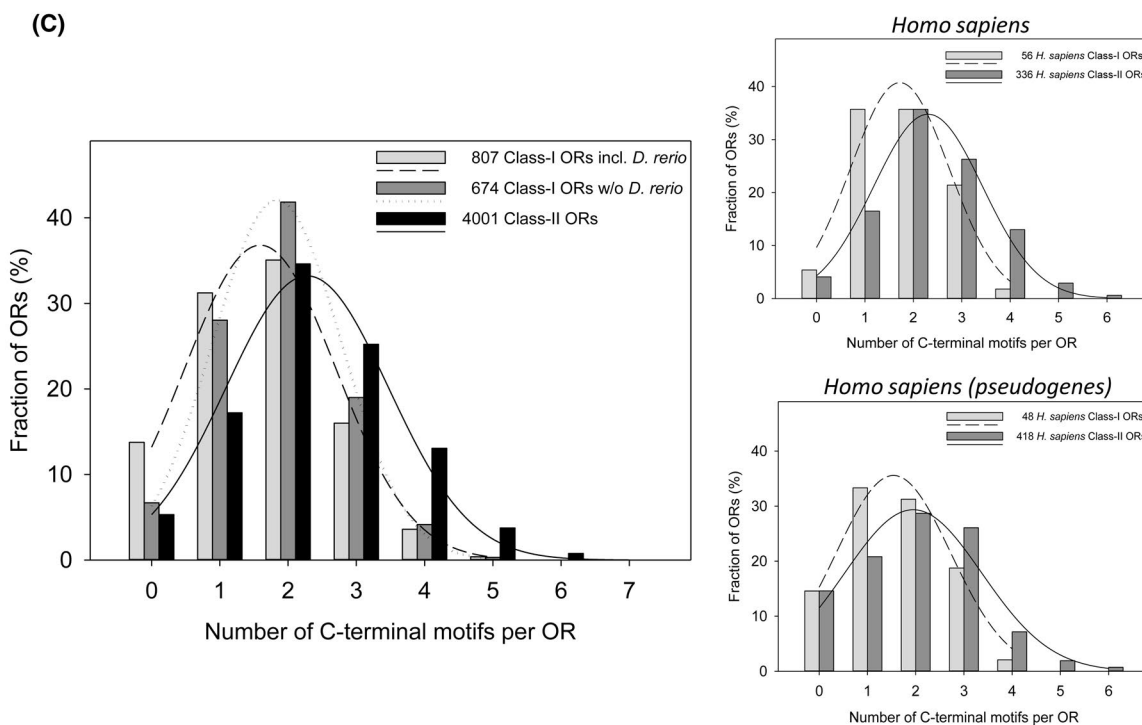 (C)
807 Class-I ORs incl. D. rerio
674 Class-I ORs w/o D. rerio
4001 Class-II ORs
Fraction of ORs (%)
40
30
20
10
0
0 1 2 3 4 5 6 7
Number of C-terminal motifs per OR
Homo sapiens
56 H. sapiens Class-I ORs
336 H. sapiens Class-II ORs
Fraction of ORs (%)
40
30
20
10
0
0 1 2 3 4 5 6
Number of C-terminal motifs per OR
Homo sapiens (pseudogenes)
48 H. sapiens Class-I ORs
418 H. sapiens Class-II ORs
Fraction of ORs (%)
40
30
20
10
0
0 1 2 3 4 5 6
Number of C-terminal motifs per OR